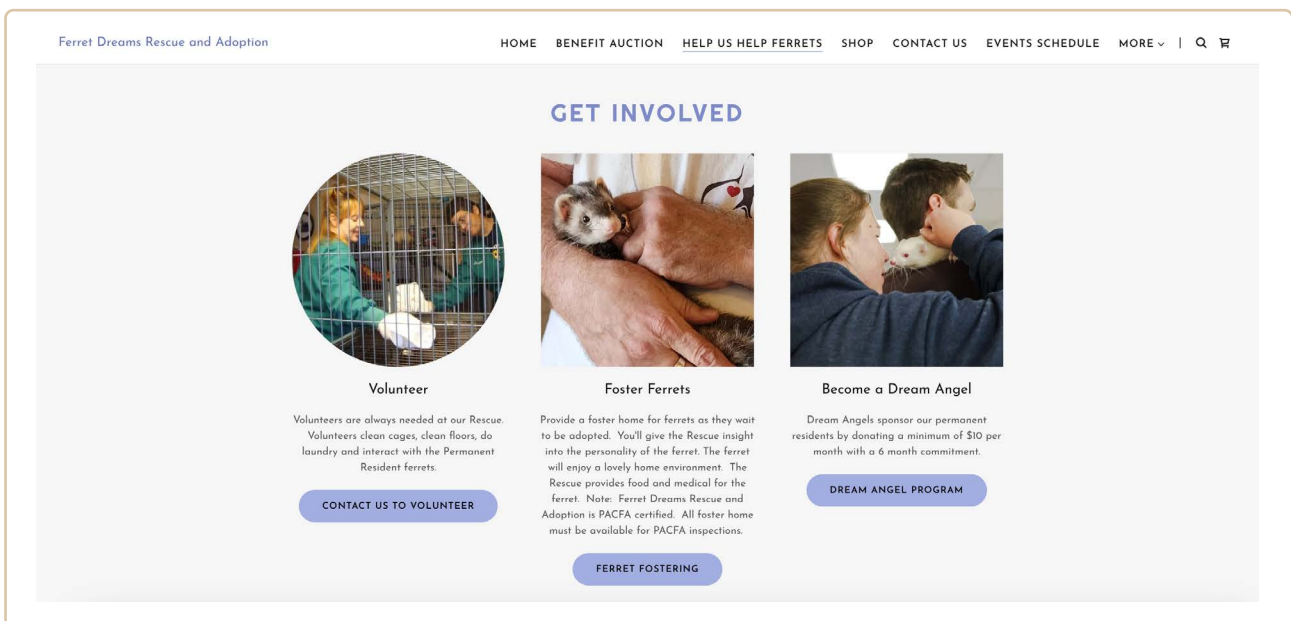 Ferret Dreams Rescue and Adoption
HOME BENEFIT AUCTION HELP US HELP FERRETS SHOP CONTACT US EVENTS SCHEDULE MORE
GET INVOLVED
Volunteer
Volunteers are always needed at our Rescue.
Volunteers clean cages, clean floors, do
laundry and interact with the Permanent
Resident ferrets.
CONTACT US TO VOLUNTEER
Foster Ferrets
Provide a foster home for ferrets as they wait
to be adopted. You'll give the Rescue insight
into the personality of the ferret. The ferret
will enjoy a lovely home environment. The
Rescue provides food and medical for the
ferret. Note: Ferret Dreams Rescue and
Adoption is PACFA certified. All foster home
must be available for PACFA inspections.
FERRET FOSTERING
Become a Dream Angel
Dream Angels sponsor our permanent
residents by donating a minimum of $10 per
month with a 6 month commitment.
DREAM ANGEL PROGRAM